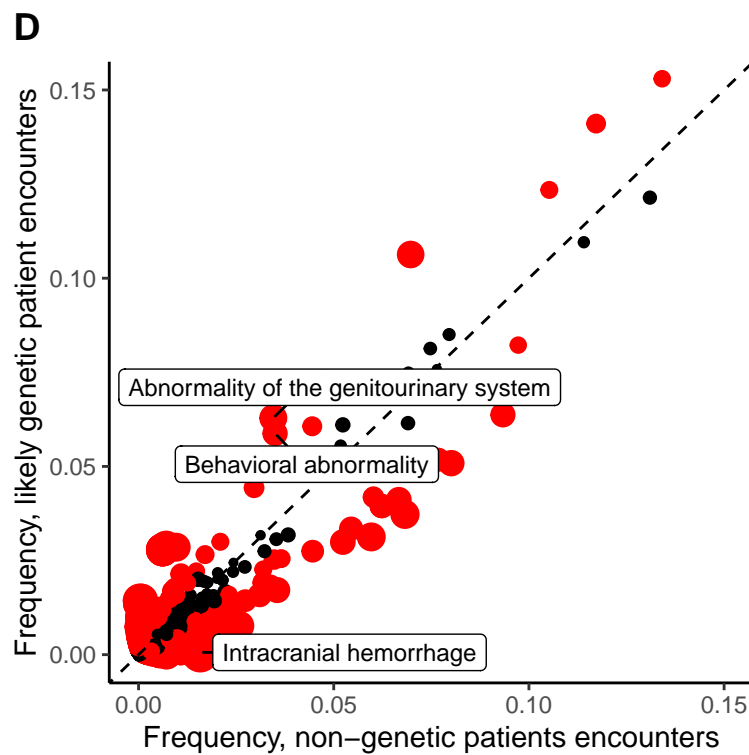 D
Frequency, likely genetic patient encounters
0.15
0.10
0.05
0.00
Abnormality of the genitourinary system
Behavioral abnormality
Intracranial hemorrhage
0.00 0.05 0.10 0.15
Frequency, non−genetic patients encounters